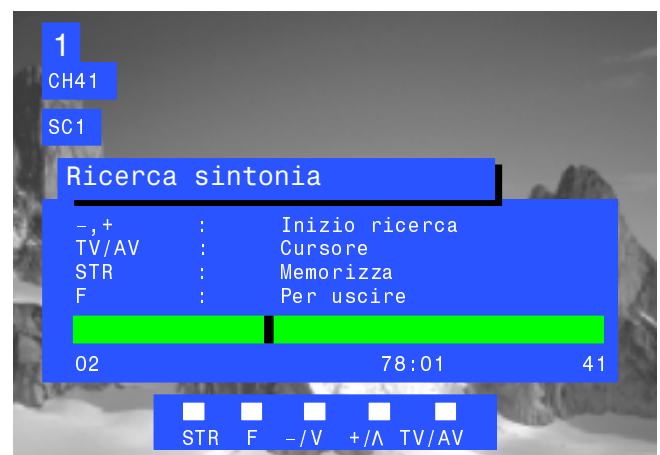 1
CH41
SC1
Ricerca sintonia
–,+ : Inizio ricerca
TV/AV : Cursore
STR : Memorizza
F : Per uscire
02 78:01 41
STR F –/V +/Λ TV/AV